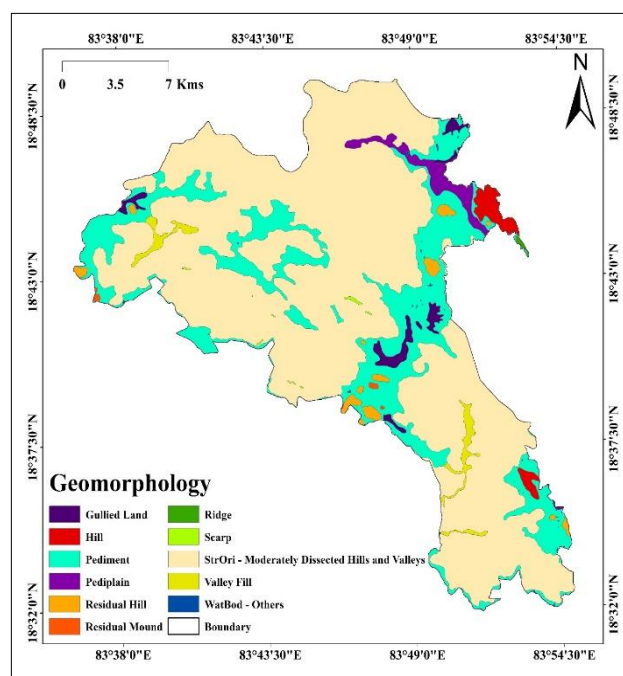 83°38'0"E 83°43'30"E 83°49'0"E 83°54'30"E
N
0 3.5 7 Kms
18°48'30"N 18°48'30"N
18°43'0"N 18°43'0"N
18°37'30"N 18°37'30"N
18°32'0"N 18°32'0"N
Geomorphology
Gullied Land
Hill
Pediment
Pediplain
Residual Hill
Residual Mound
Ridge
Scarp
StrOri - Moderately Dissected Hills and Valleys
Valley Fill
WatBod - Others
Boundary
83°38'0"E 83°43'30"E 83°49'0"E 83°54'30"E